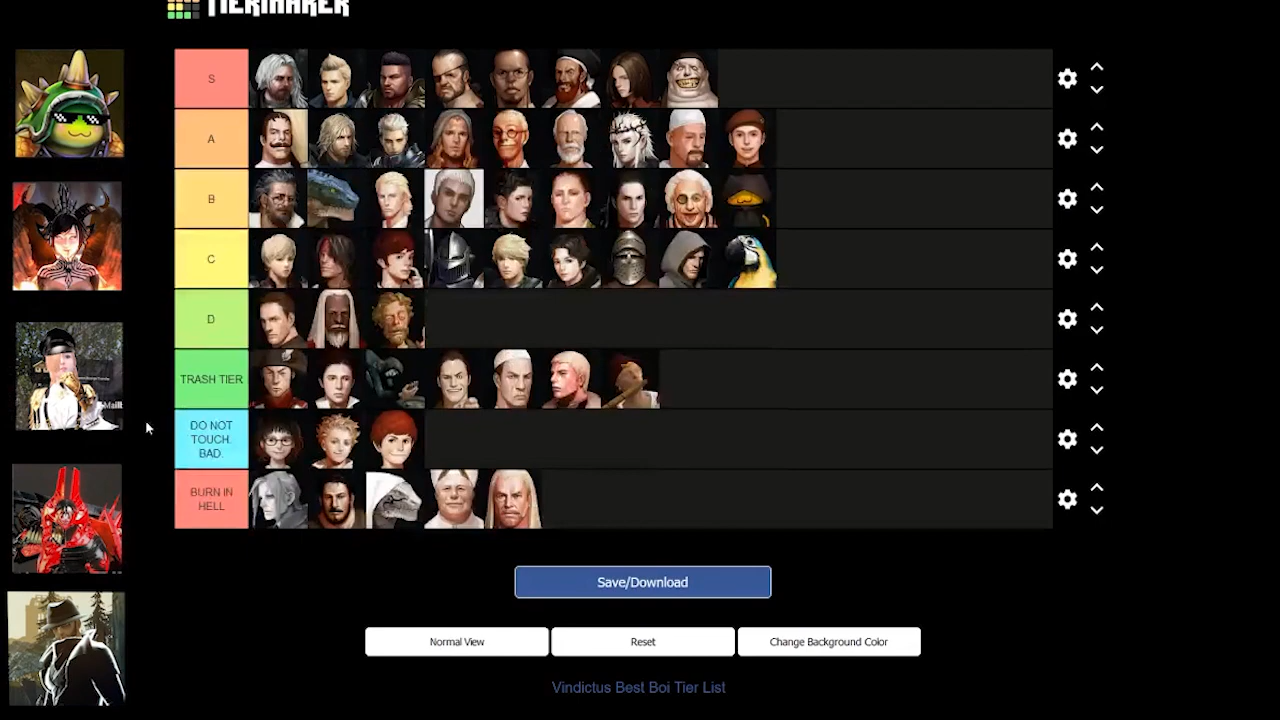 TIERMAKER
S
A
B
C
D
TRASH TIER
DO NOT
TOUCH.
BAD.
BURN IN
HELL
Save/Download
Normal View
Reset
Change Background Color
Vindictus Best Boi Tier List